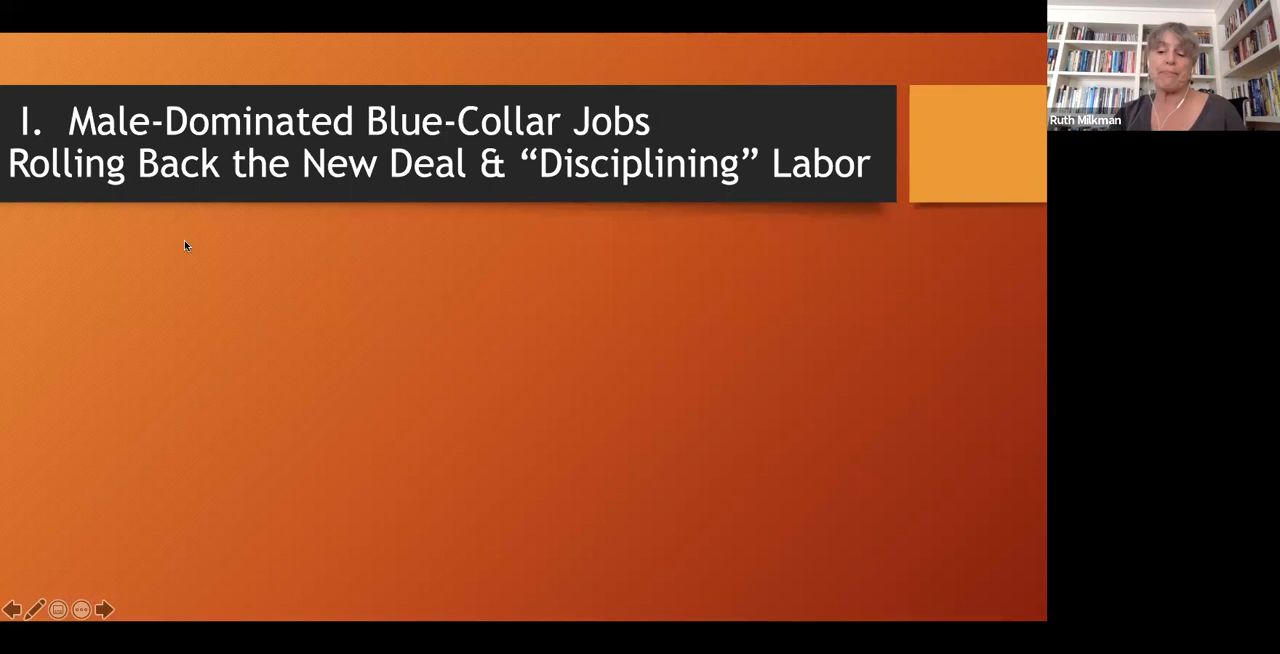 I. Male-Dominated Blue-Collar Jobs
Rolling Back the New Deal & “Disciplining” Labor
Ruth Milkman